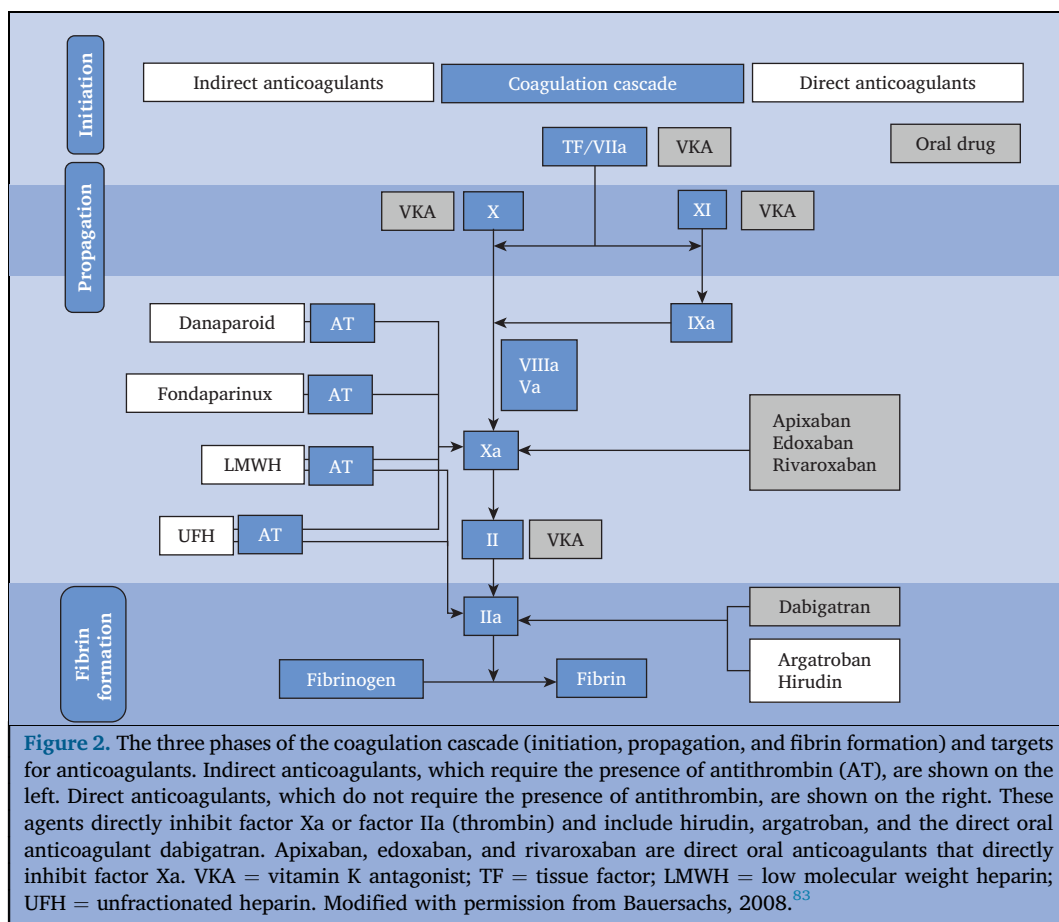 Initiation
Indirect anticoagulants
Coagulation cascade
Direct anticoagulants
TF/VIIa
VKA
Oral drug
Propagation
VKA
X
XI
VKA
Danaparoid
AT
IXa
VIIIa
Va
Fondaparinux
AT
Apixaban
Edoxaban
Rivaroxaban
Xa
LMWH
AT
UFH
AT
II
VKA
Fibrin
formation
IIa
Dabigatran
Argatroban
Hirudin
Fibrinogen
Fibrin
Figure 2. The three phases of the coagulation cascade (initiation, propagation, and fibrin formation) and targets
for anticoagulants. Indirect anticoagulants, which require the presence of antithrombin (AT), are shown on the
left. Direct anticoagulants, which do not require the presence of antithrombin, are shown on the right. These
agents directly inhibit factor Xa or factor IIa (thrombin) and include hirudin, argatroban, and the direct oral
anticoagulant dabigatran. Apixaban, edoxaban, and rivaroxaban are direct oral anticoagulants that directly
inhibit factor Xa. VKA = vitamin K antagonist; TF = tissue factor; LMWH = low molecular weight heparin;
UFH = unfractionated heparin. Modified with permission from Bauersachs, 2008.83